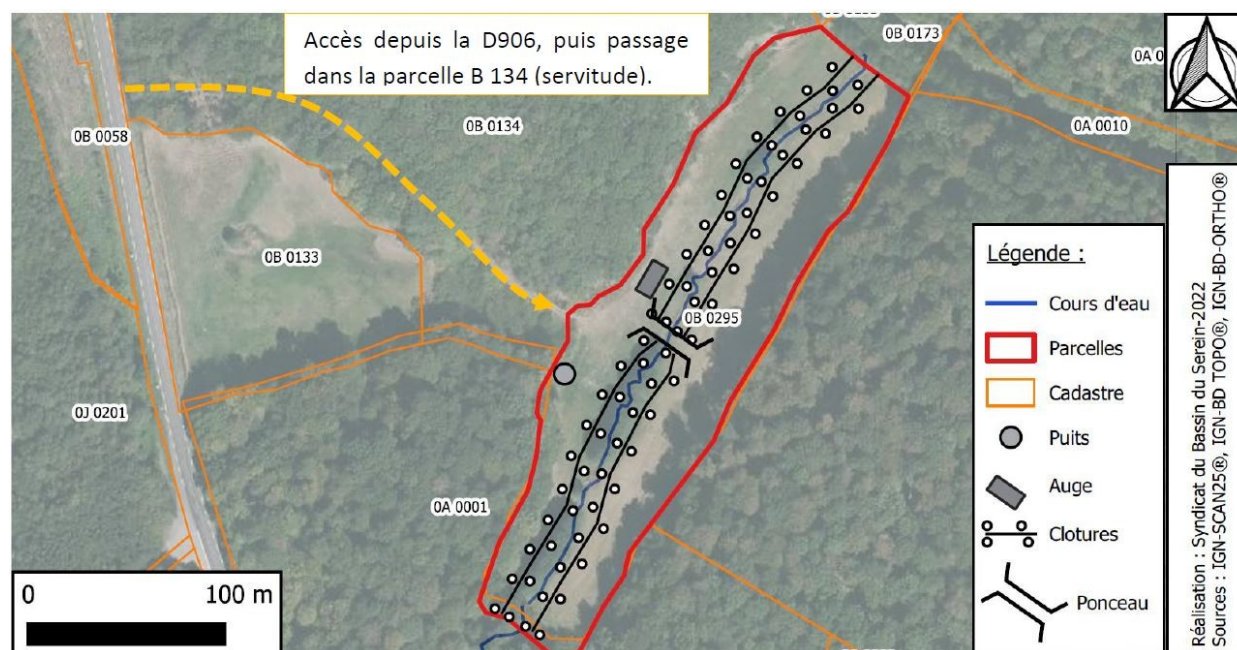 Accès depuis la D906, puis passage
dans la parcelle B 134 (servitude).
0B 0173
0A 0
0B 0058
0B 0134
0A 0010
0B 0133
0B 0295
0J 0201
0A 0001
0 100 m
Légende :
Cours d'eau
Parcelles
Cadastre
Puits
Auge
Clotures
Ponceau
Réalisation : Syndicat du Bassin du Serein-2022
Sources : IGN-SCAN25®, IGN-BD TOPO®, IGN-BD-ORTHO®